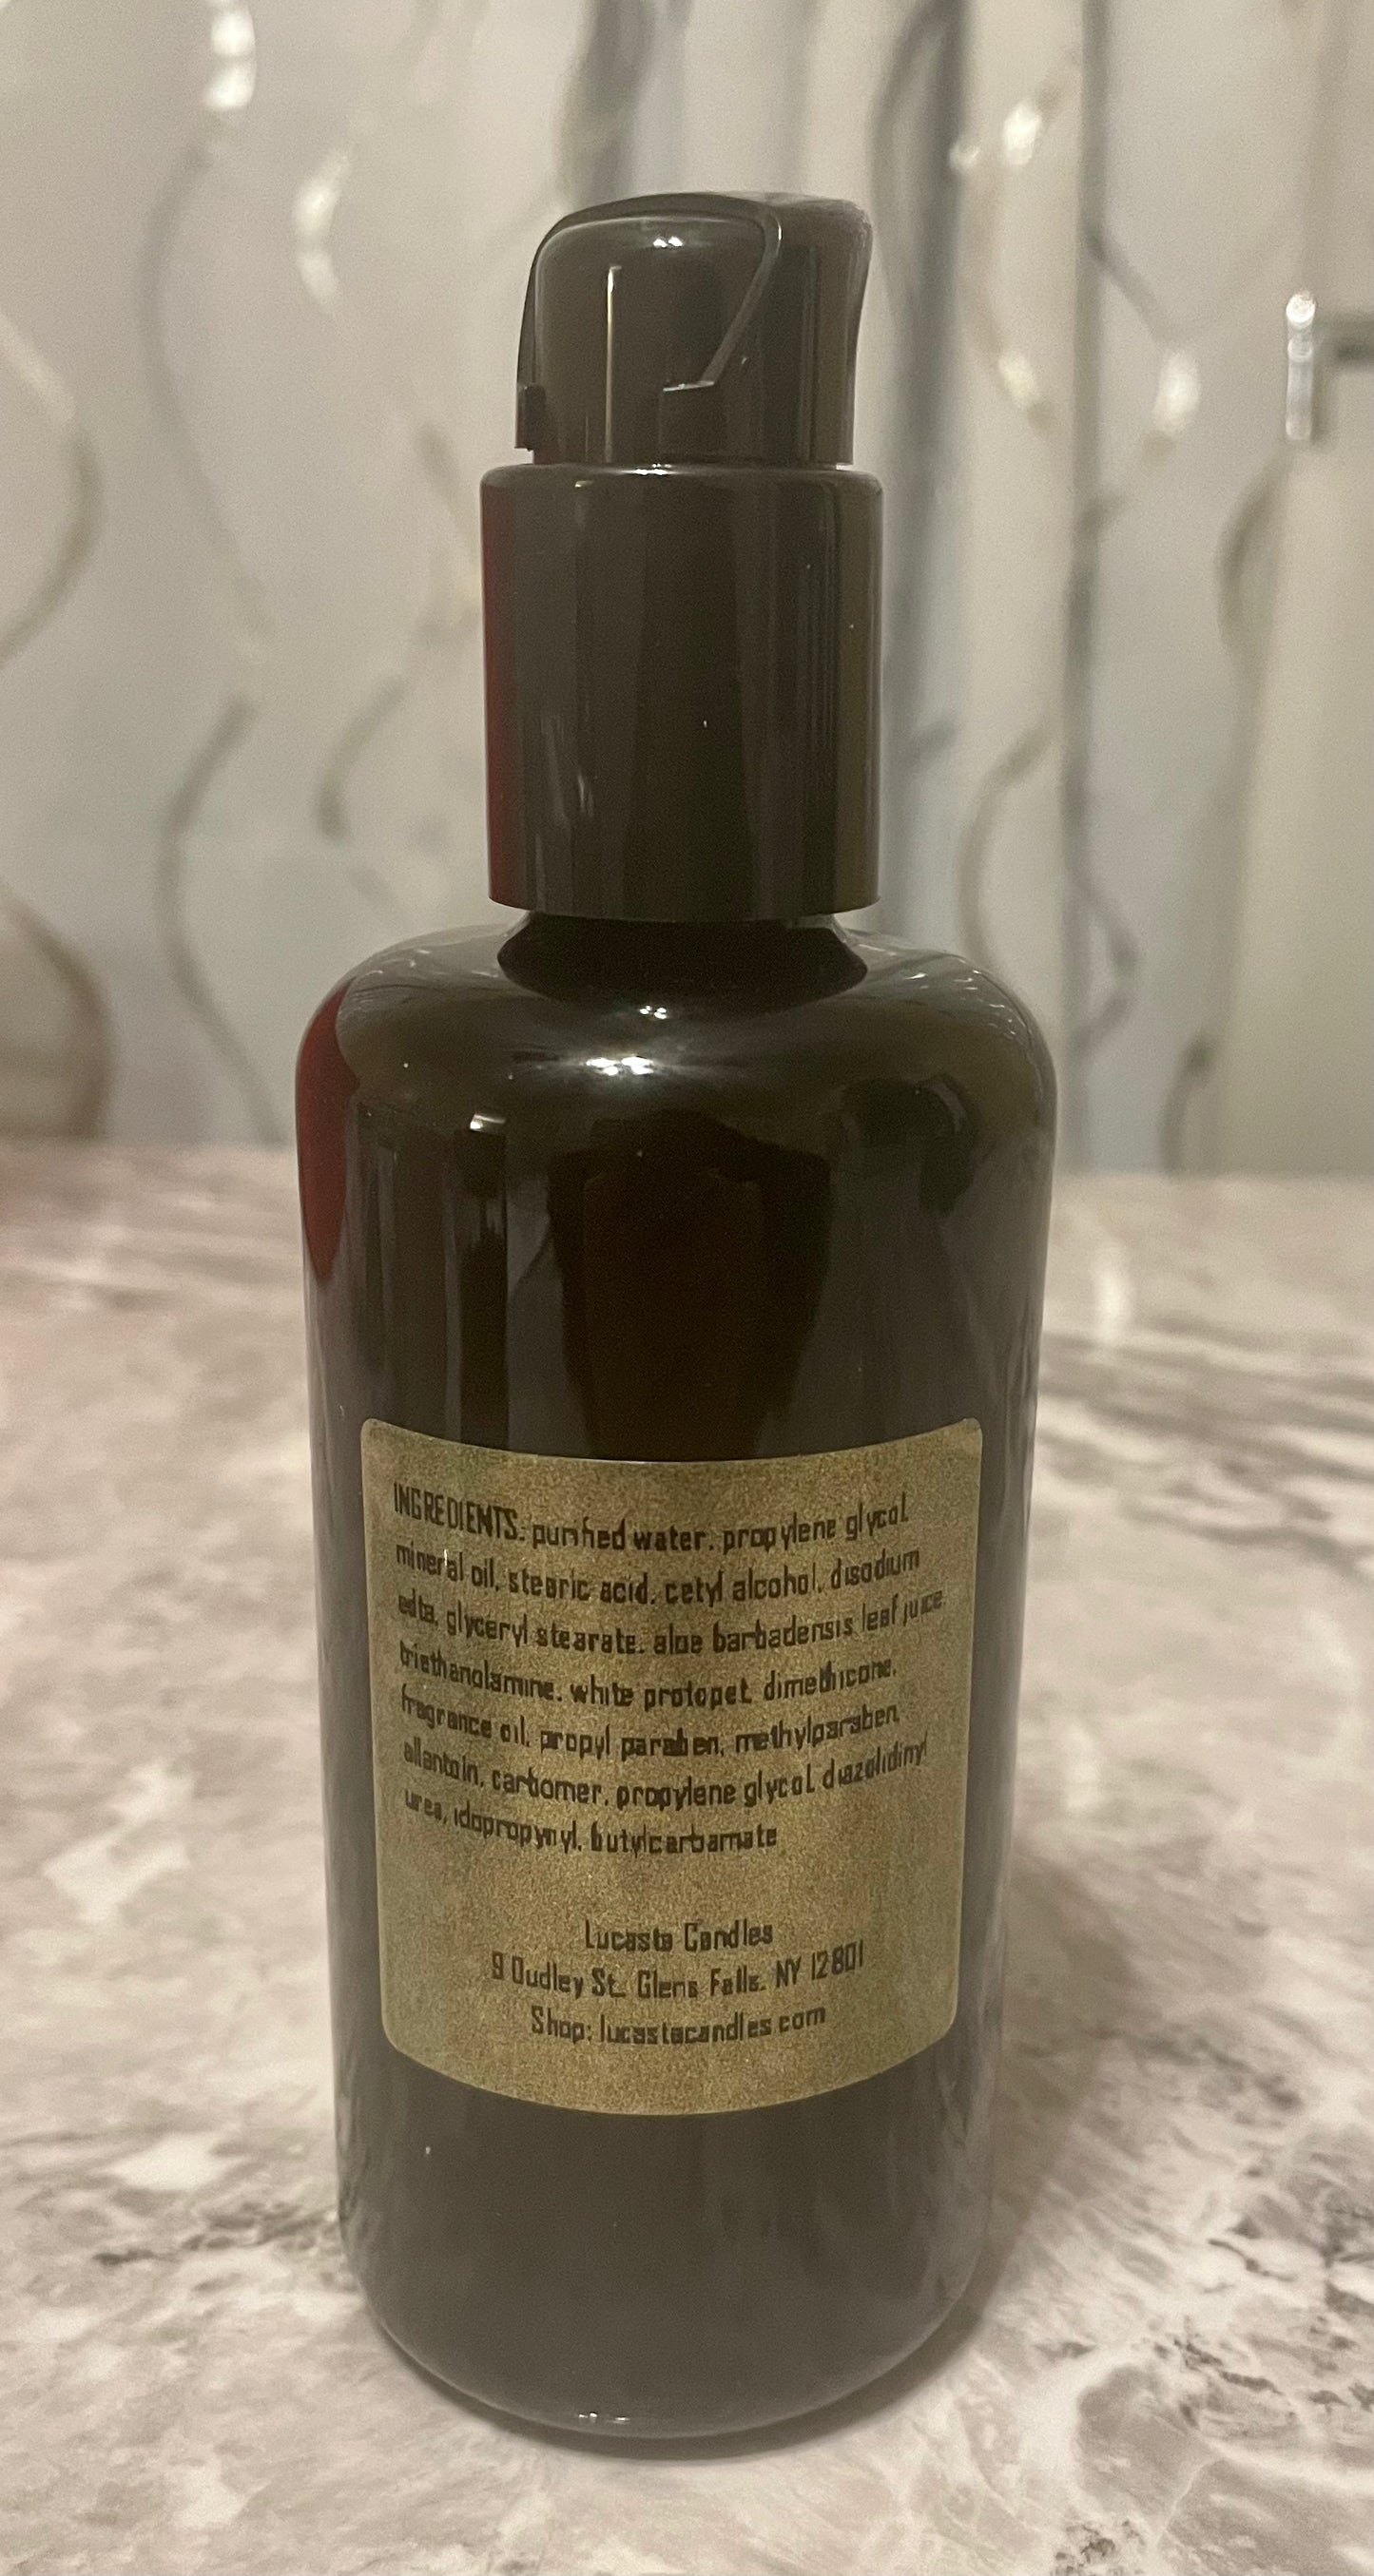 INGREDIENTS: purified water, propylene glycol,
mineral oil, stearic acid, cetyl alcohol, disodium
edta, glyceryl stearate, aloe barbadensis leaf juice,
triethanolamine, white protopet, dimethicone,
fragrance oil, propyl paraben, methylparaben,
allantoin, carbomer, propylene glycol, diazolidinyl
urea, idopropynyl, butylcarbamate
Lucasta Candles
9 Dudley St. Glens Falls, NY 12801
Shop: lucastacandles.com